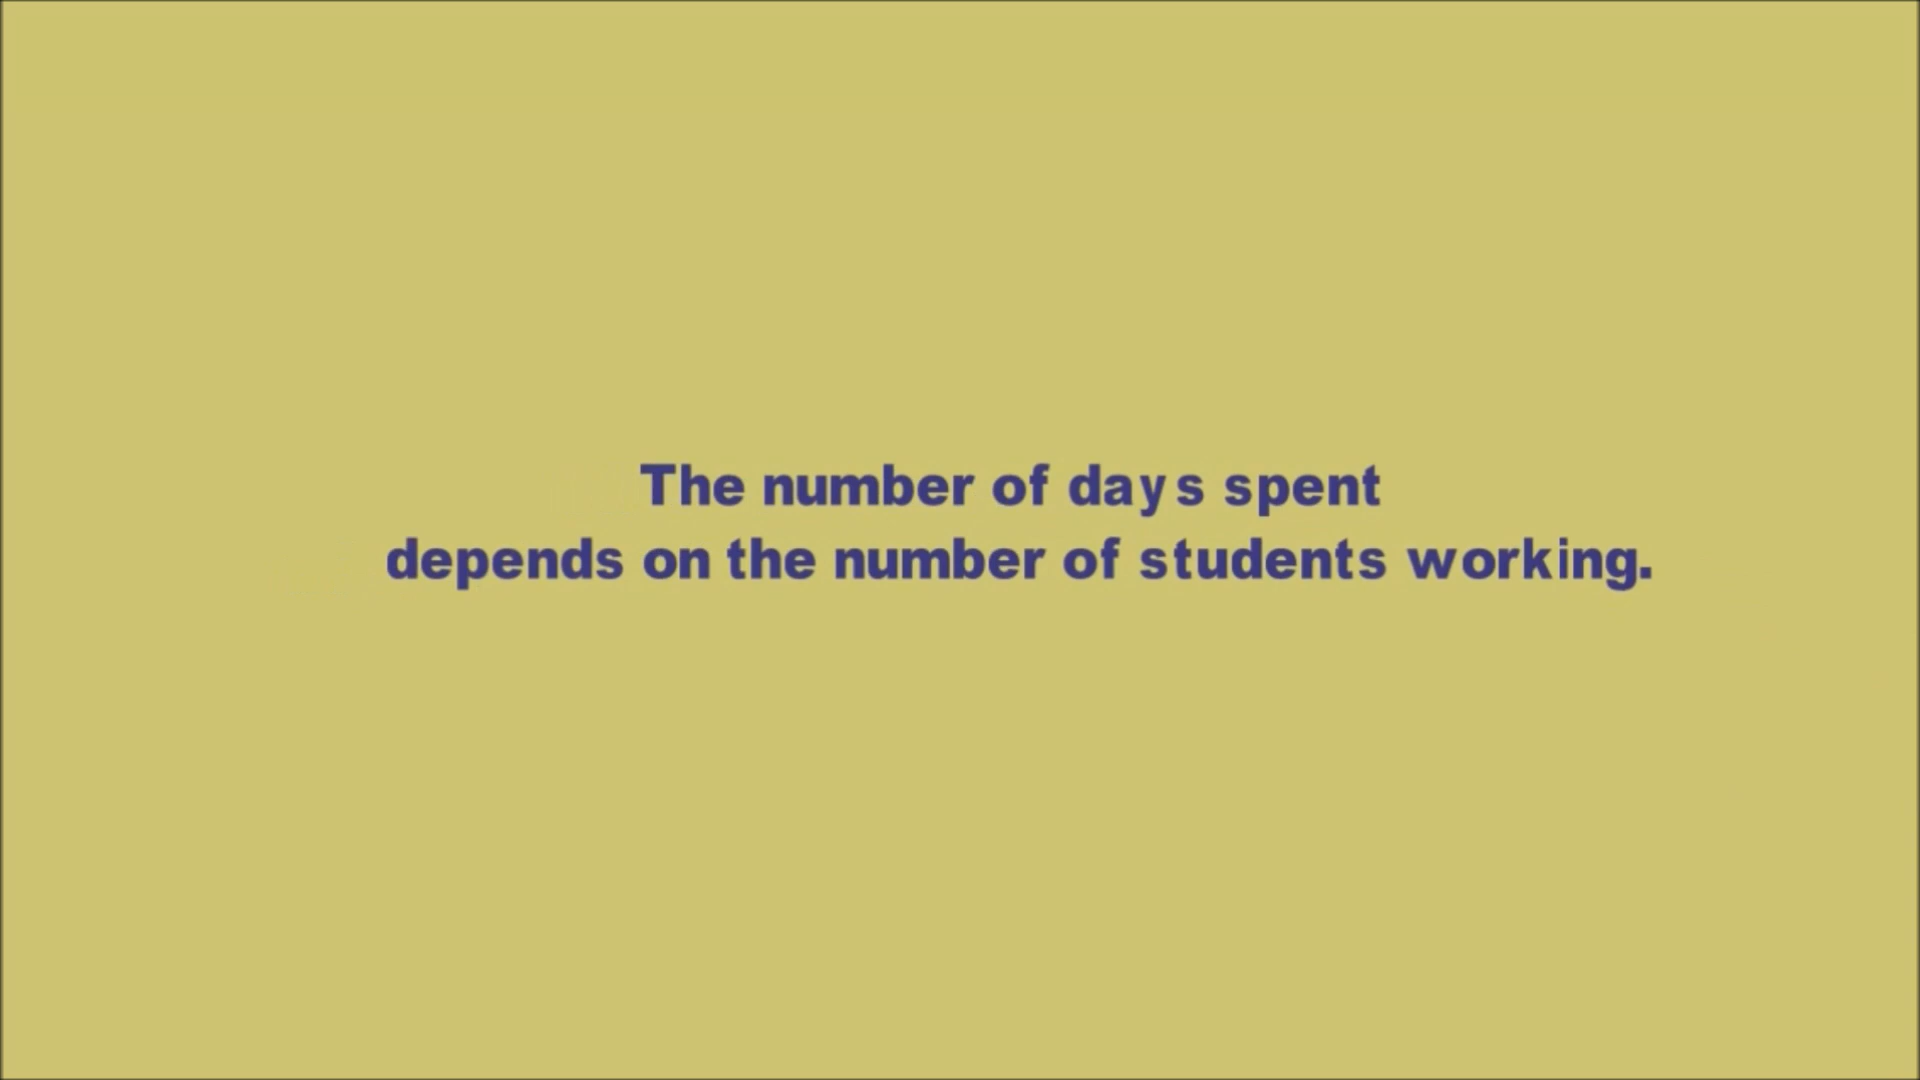 The number of days spent
depends on the number of students working.